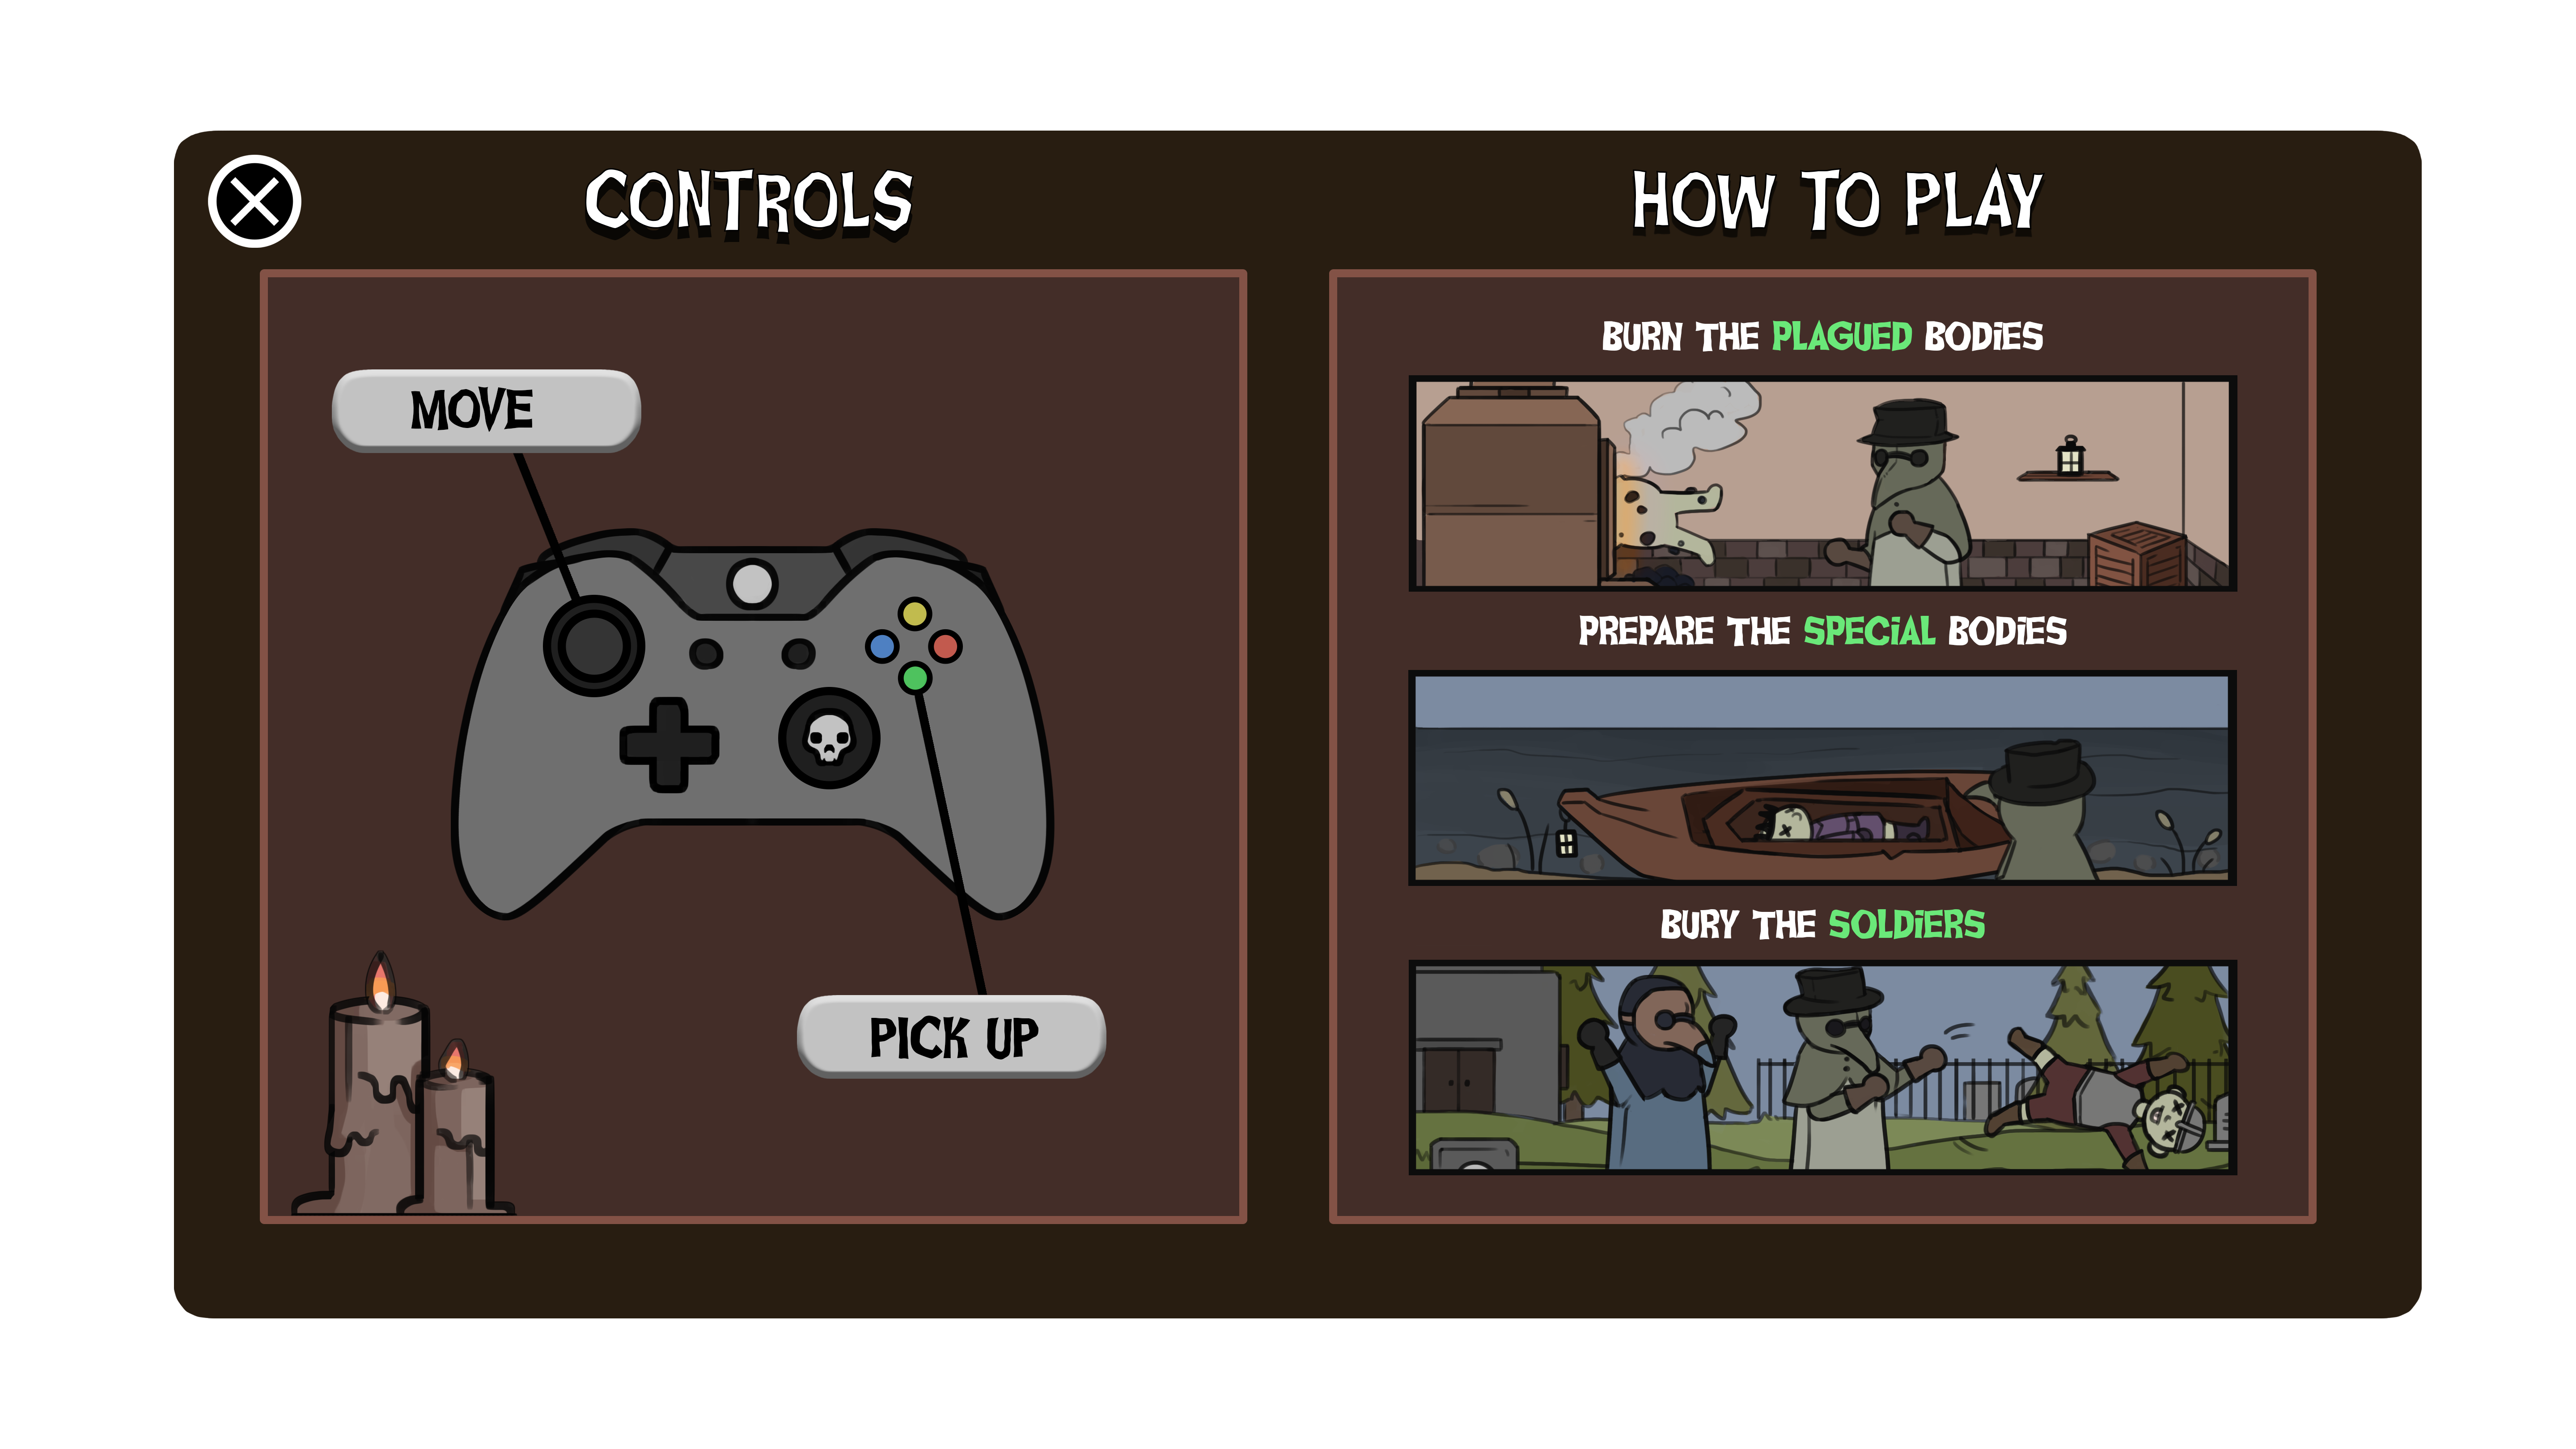 CONTROLS
MOVE
PICK UP
HOW TO PLAY
BURN THE PLAGUED BODiES
PREPARE THE SPECiAL BODiES
BURY THE SOLDiERS